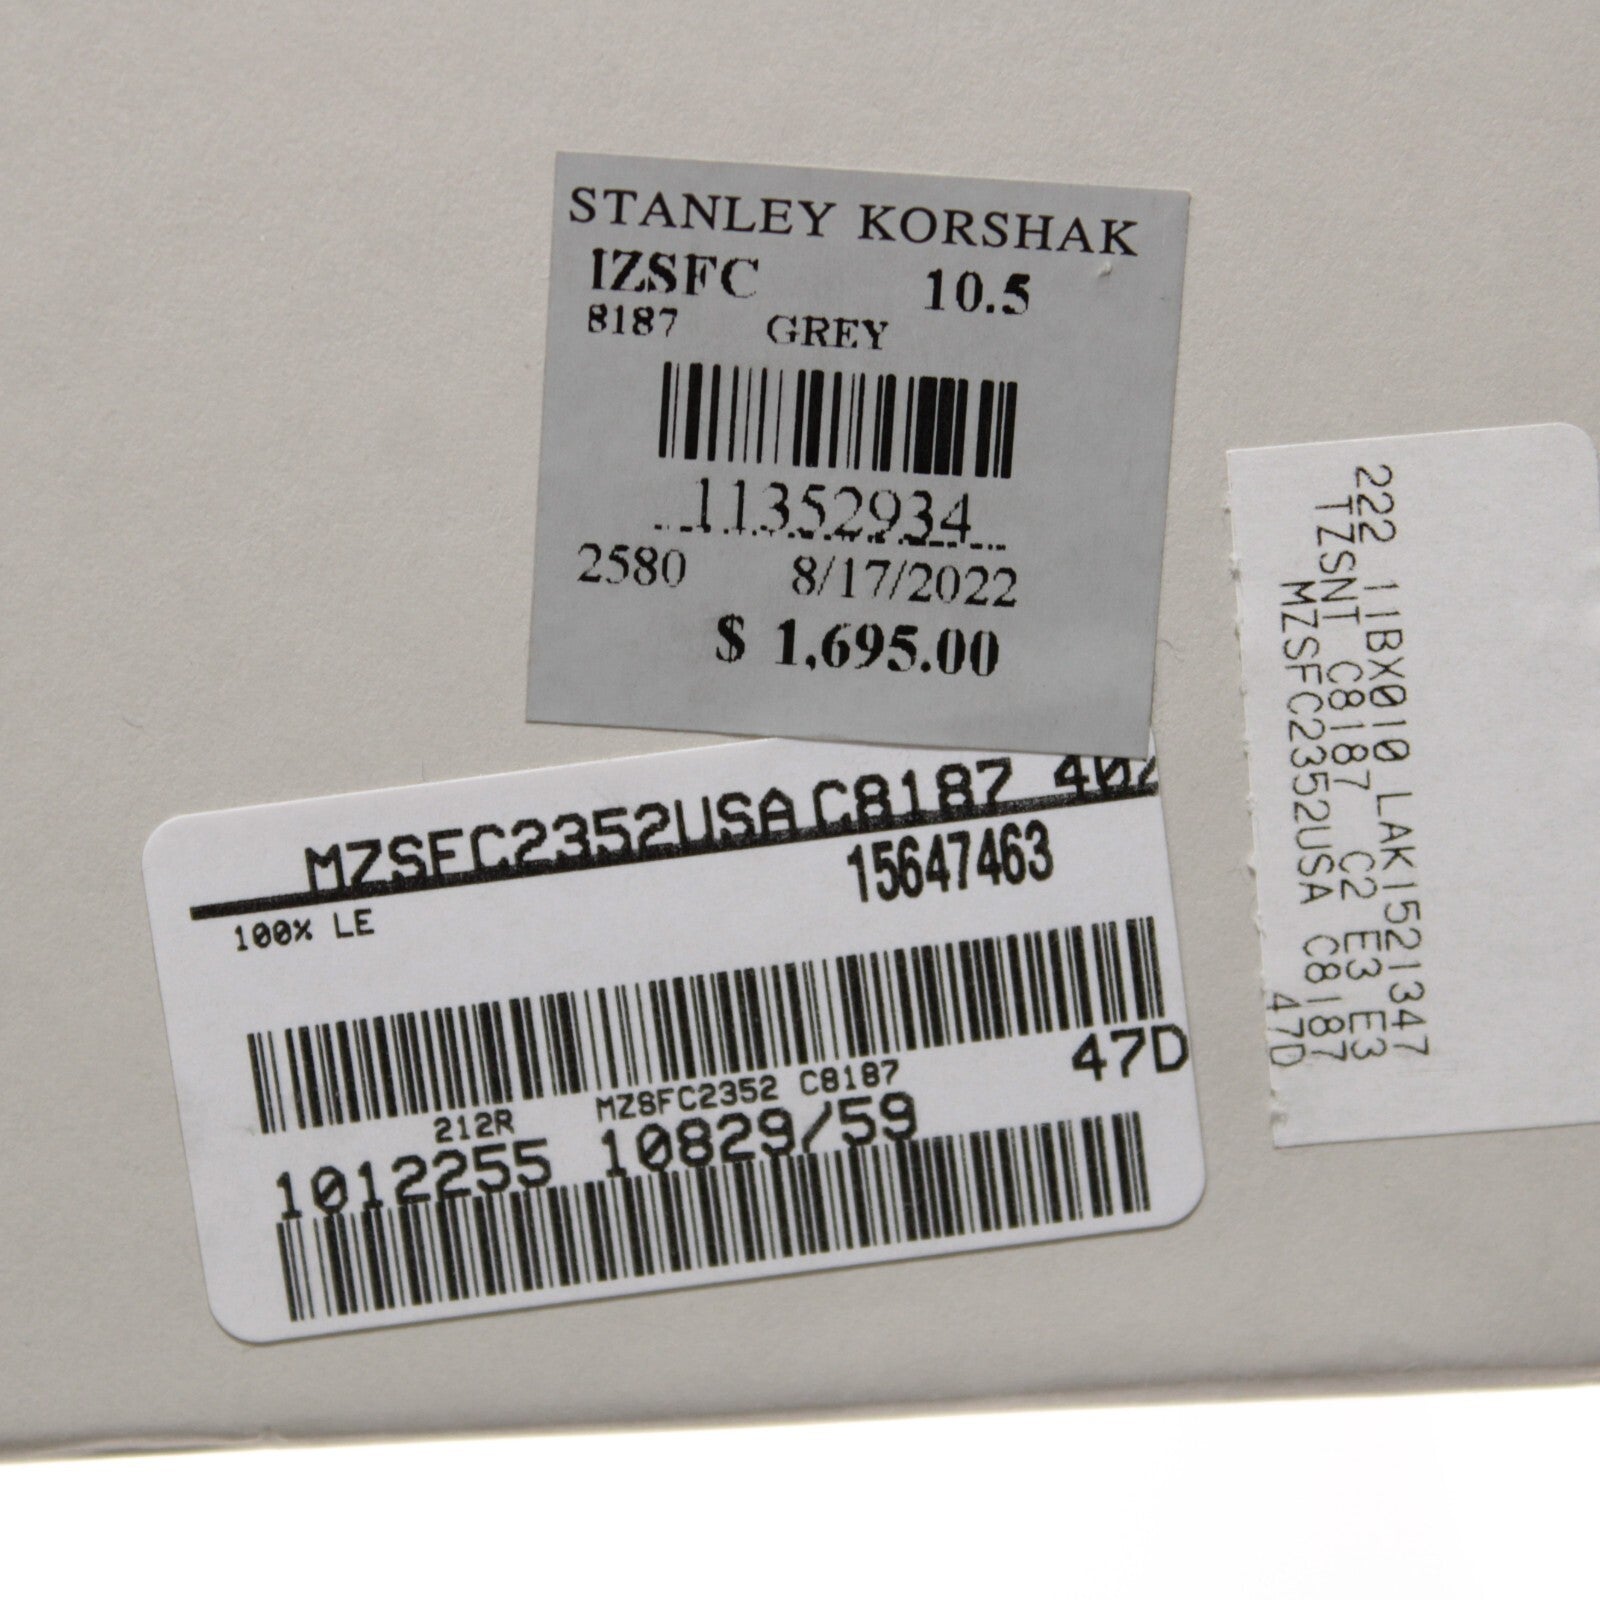 STANLEY KORSHAK
IZSFC 10.5
8187 GREY
11352934
2580 8/17/2022
$ 1,695.00
MZSFC2352USA C8187
15647463
100% LE
47D
212R MZSFC2352 C8187
1012255 10829/59
222 11BX010 LAK1521347
TZSNT C8187 C2 E3 E3
MZSFC2352USA C8187
47D